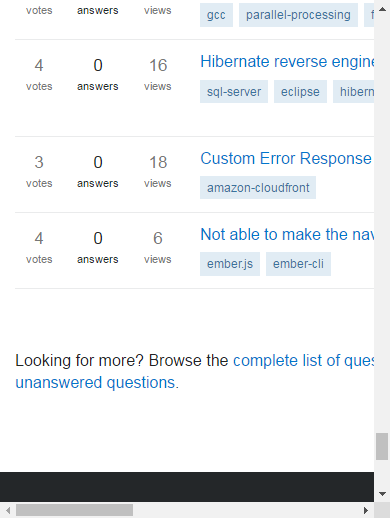 votes answers views
gcc parallel-processing
4 0 16
votes answers views
Hibernate reverse engine
sql-server eclipse hibern
3 0 18
votes answers views
Custom Error Response
amazon-cloudfront
4 0 6
votes answers views
Not able to make the nav
ember.js ember-cli
Looking for more? Browse the complete list of ques
unanswered questions.